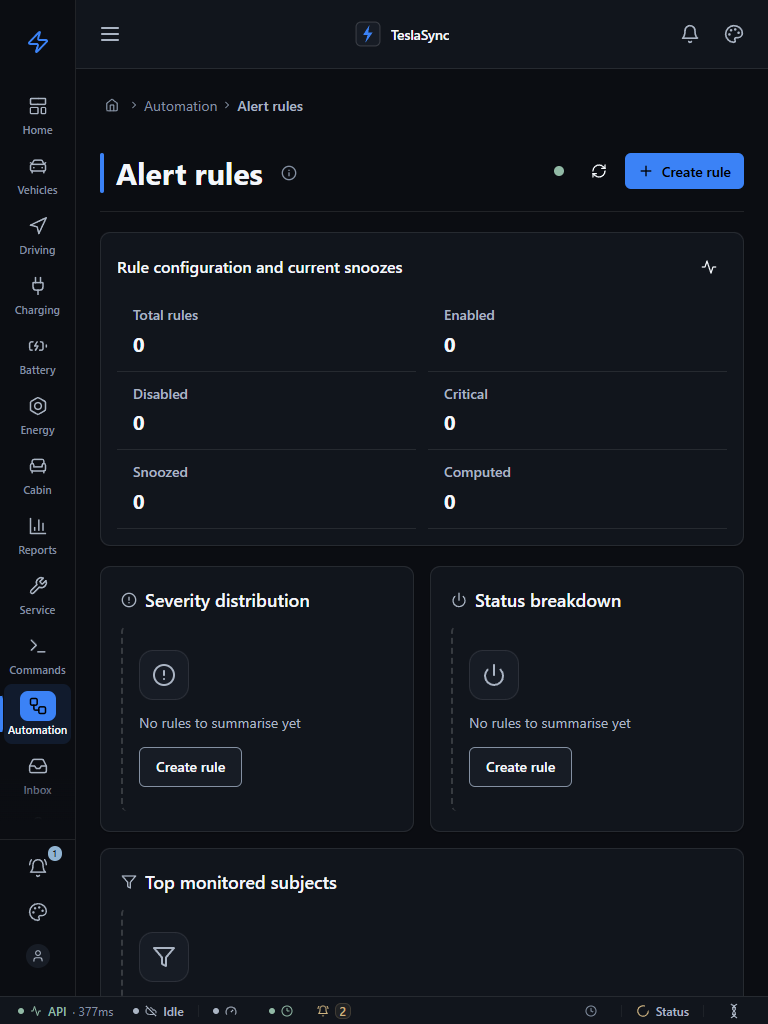 TeslaSync
Home
Vehicles
Driving
Charging
Battery
Energy
Cabin
Reports
Service
Commands
Automation
Inbox
1
Automation
Alert rules
Alert rules
Create rule
Rule configuration and current snoozes
Total rules
0
Enabled
0
Disabled
0
Critical
0
Snoozed
0
Computed
0
Severity distribution
No rules to summarise yet
Create rule
Status breakdown
No rules to summarise yet
Create rule
Top monitored subjects
API · 377ms
Idle
2
Status